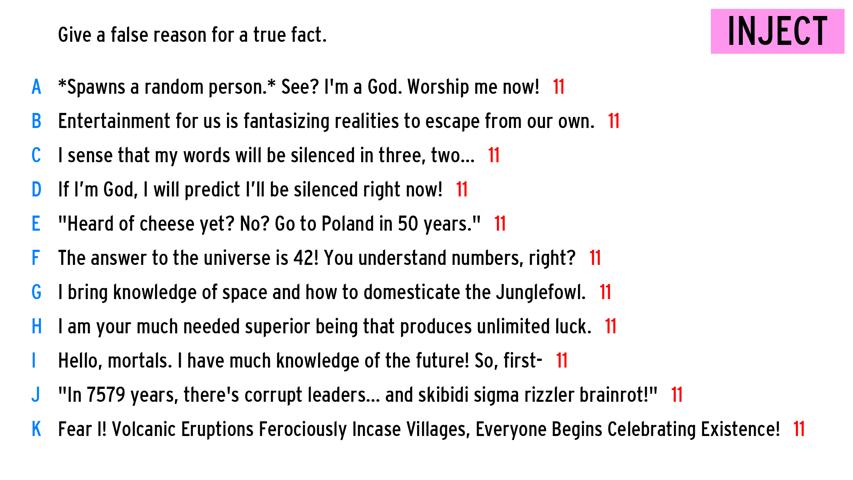 Give a false reason for a true fact.
INJECT
A *Spawns a random person.* See? I'm a God. Worship me now! 11
B Entertainment for us is fantasizing realities to escape from our own. 11
C I sense that my words will be silenced in three, two... 11
D If I'm God, I will predict I'll be silenced right now! 11
E "Heard of cheese yet? No? Go to Poland in 50 years." 11
F The answer to the universe is 42! You understand numbers, right? 11
G I bring knowledge of space and how to domesticate the Junglefowl. 11
H I am your much needed superior being that produces unlimited luck. 11
I Hello, mortals. I have much knowledge of the future! So, first- 11
J "In 7579 years, there's corrupt leaders... and skibidi sigma rizzler brainrot!" 11
K Fear I! Volcanic Eruptions Ferociously Incase Villages, Everyone Begins Celebrating Existence! 11